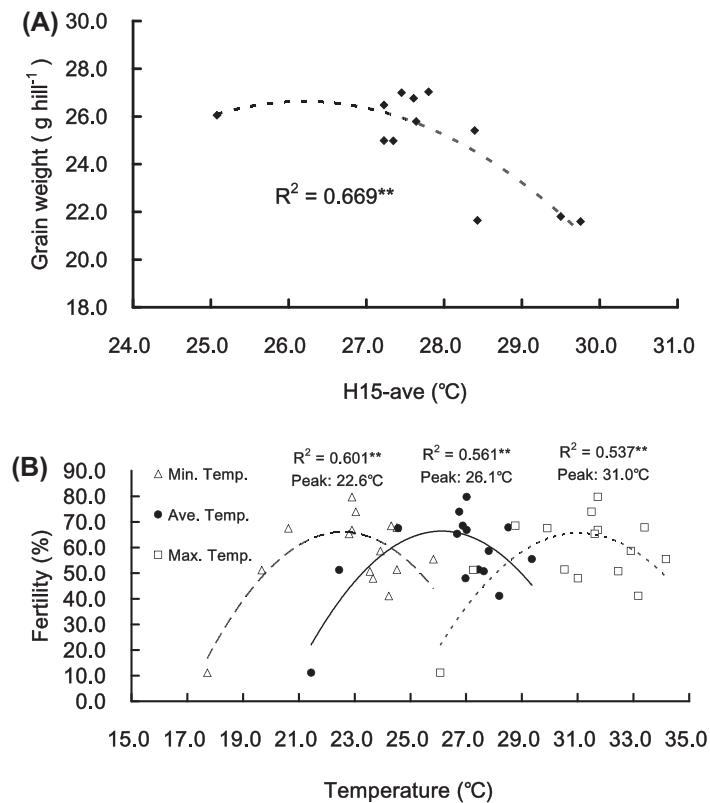 (A)
Grain weight ( g hill⁻¹)
30.0
28.0
26.0
24.0
22.0
20.0
18.0
R² = 0.669**
24.0 25.0 26.0 27.0 28.0 29.0 30.0 31.0
H15-ave (℃)
(B)
R² = 0.601** R² = 0.561** R² = 0.537**
Peak: 22.6℃ Peak: 26.1℃ Peak: 31.0℃
Min. Temp.
Ave. Temp.
Max. Temp.
Fertility (%)
90.0
80.0
70.0
60.0
50.0
40.0
30.0
20.0
10.0
0.0
15.0 17.0 19.0 21.0 23.0 25.0 27.0 29.0 31.0 33.0 35.0
Temperature (℃)